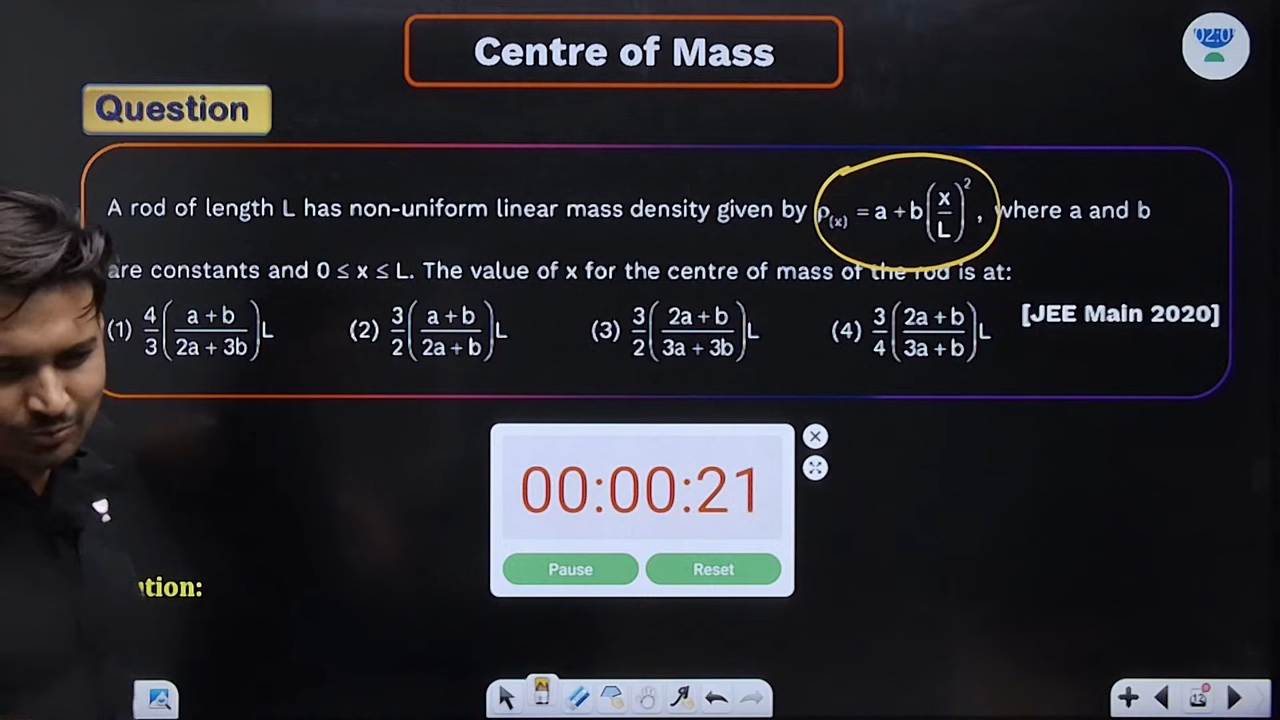 Centre of Mass
Question
A rod of length L has non-uniform linear mass density given by ρ₍ₓ₎ = a + b(x/L)², where a and b
are constants and 0 ≤ x ≤ L. The value of x for the centre of mass of the rod is at:
(1) 4/3((a + b)/(2a + 3b))L (2) 3/2((a + b)/(2a + b))L (3) 3/2((2a + b)/(3a + 3b))L (4) 3/4((2a + b)/(3a + b))L [JEE Main 2020]
00:00:21
Pause Reset
tion:
12